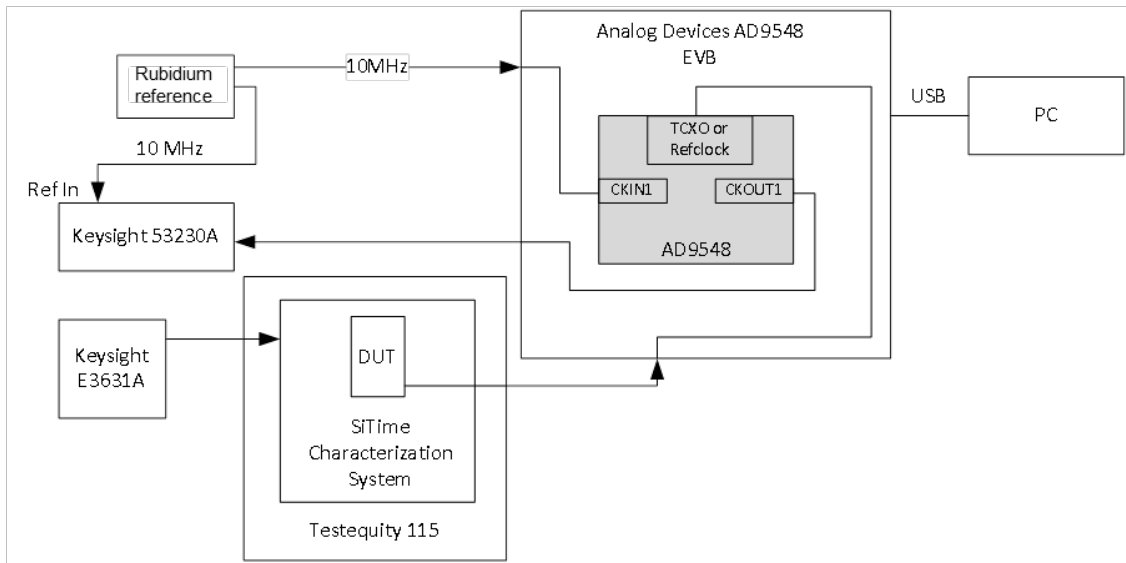 Analog Devices AD9548
EVB
Rubidium
reference
10MHz
USB
PC
TCXO or
Refclock
10 MHz
Ref In
CKIN1
CKOUT1
Keysight 53230A
AD9548
Keysight
E3631A
DUT
SiTime
Characterization
System
Testequity 115